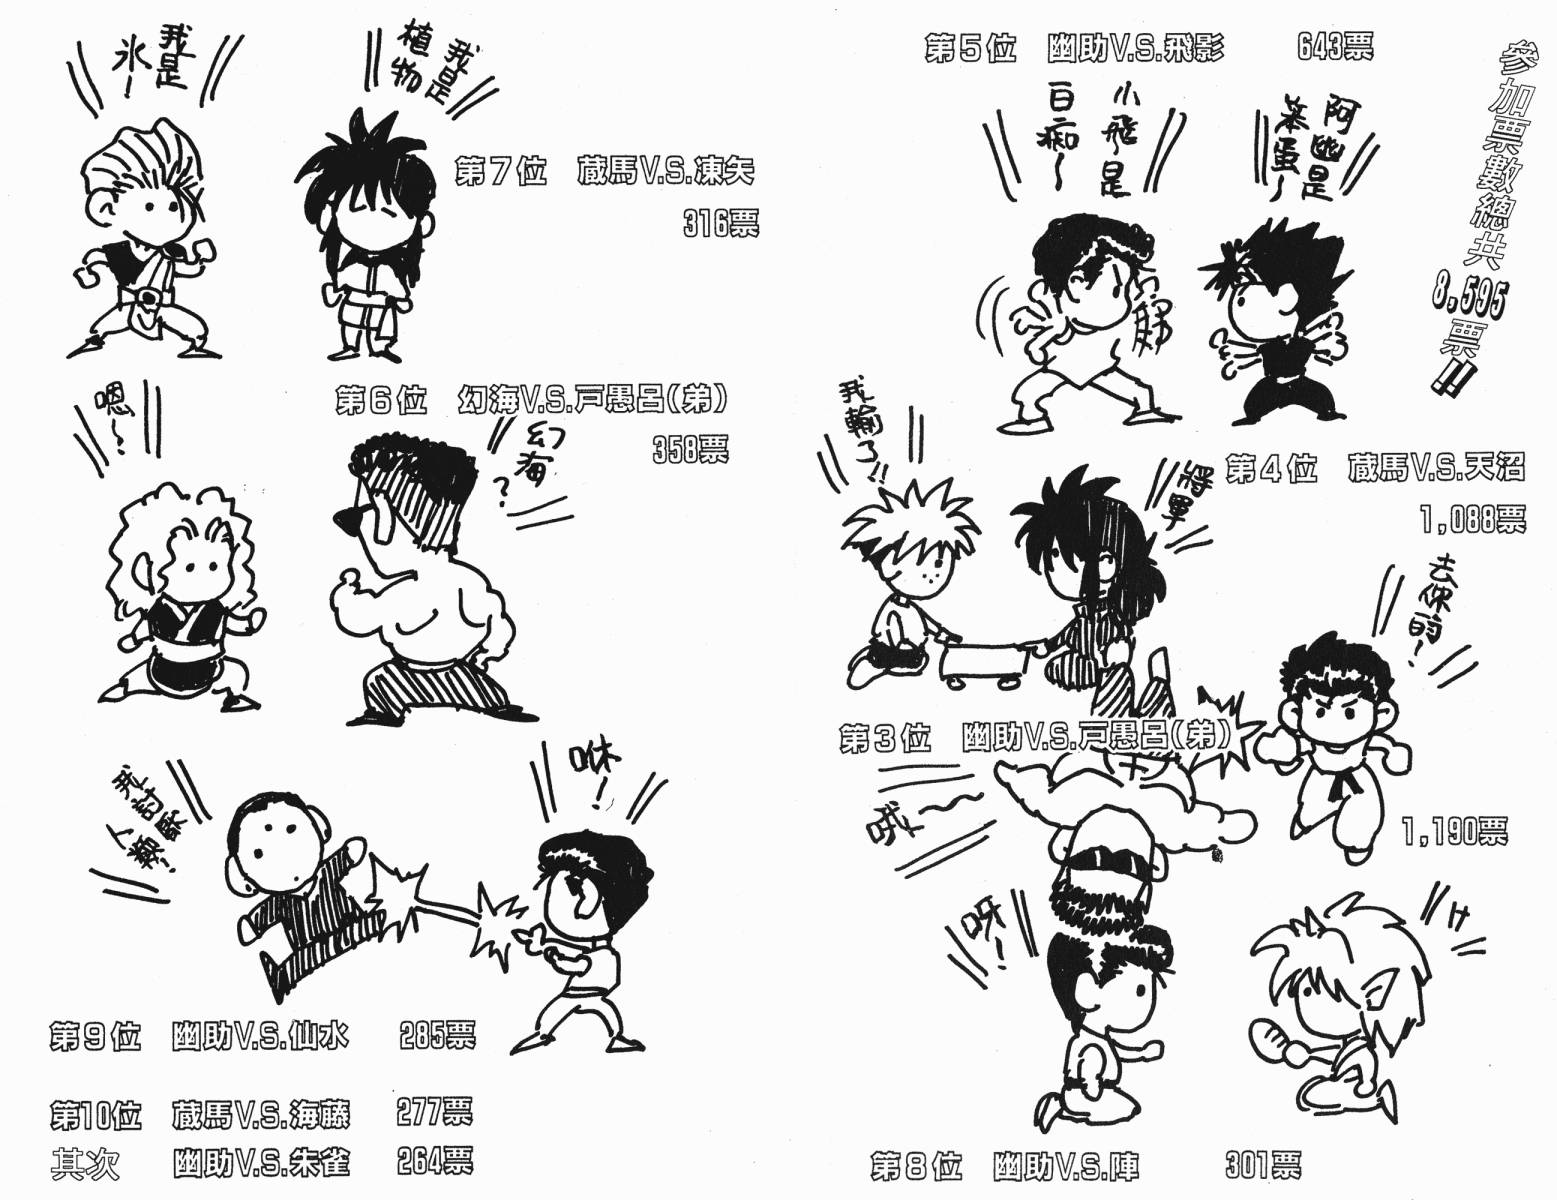 參加票數總共8,595票!!
第5位 幽助V.S.飛影 643票
小飛是
白痴~
阿幽是
笨蛋~
第4位 蔵馬V.S.天沼
1,088票
我輸了!!
將軍
第3位 幽助V.S.戸愚呂(弟)
1,190票
去你的!
哦~
呀!
第8位 幽助V.S.陣 301票
我是
氷~
我是
植物
第7位 蔵馬V.S.凍矢
316票
第6位 幻海V.S.戸愚呂(弟)
358票
嗯~?
幻海
?
我討厭
人類!
咻!
第9位 幽助V.S.仙水 285票
第10位 蔵馬V.S.海藤 277票
其次 幽助V.S.朱雀 264票